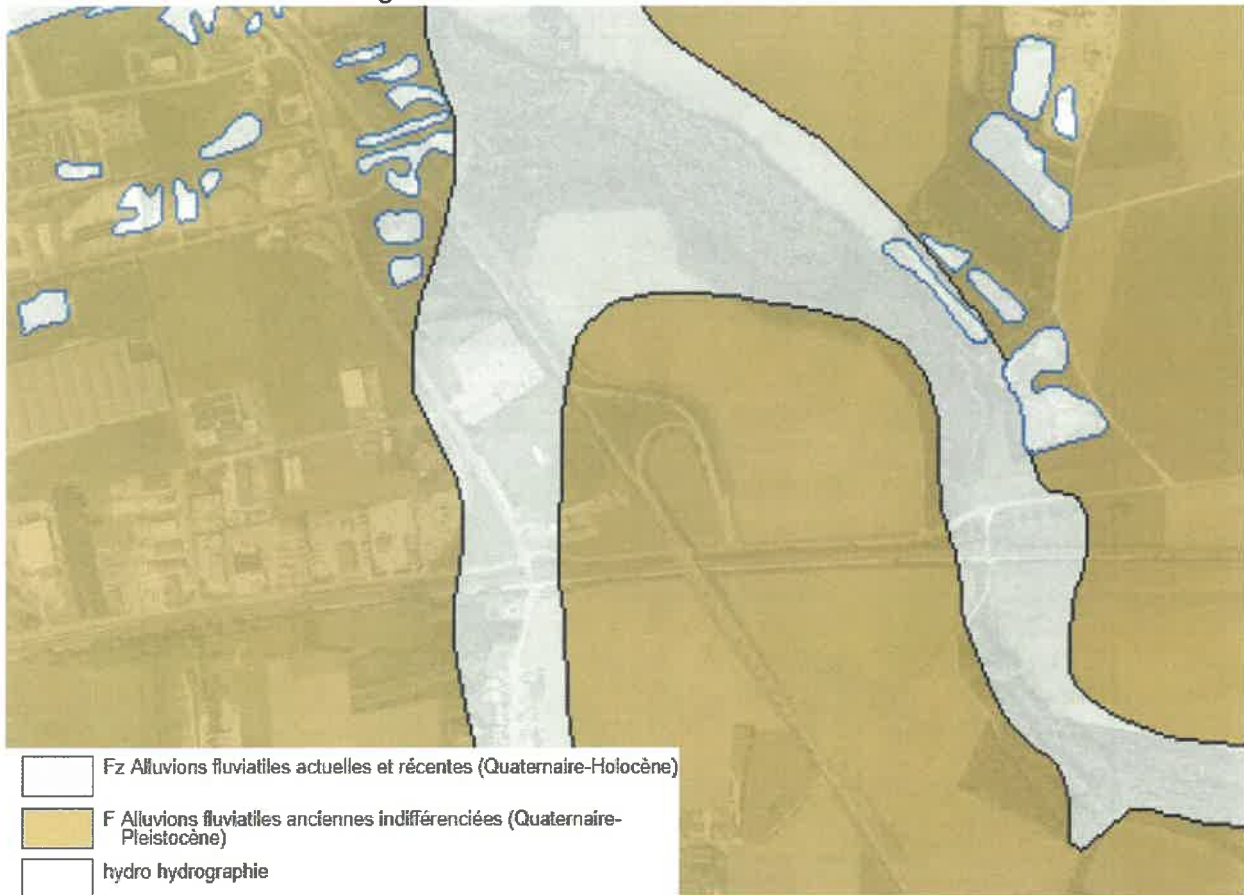 Fz Alluvions fluviatiles actuelles et récentes (Quaternaire-Holocène)
F Alluvions fluviatiles anciennes indifférenciées (Quaternaire-
Pleistocène)
hydro hydrographie